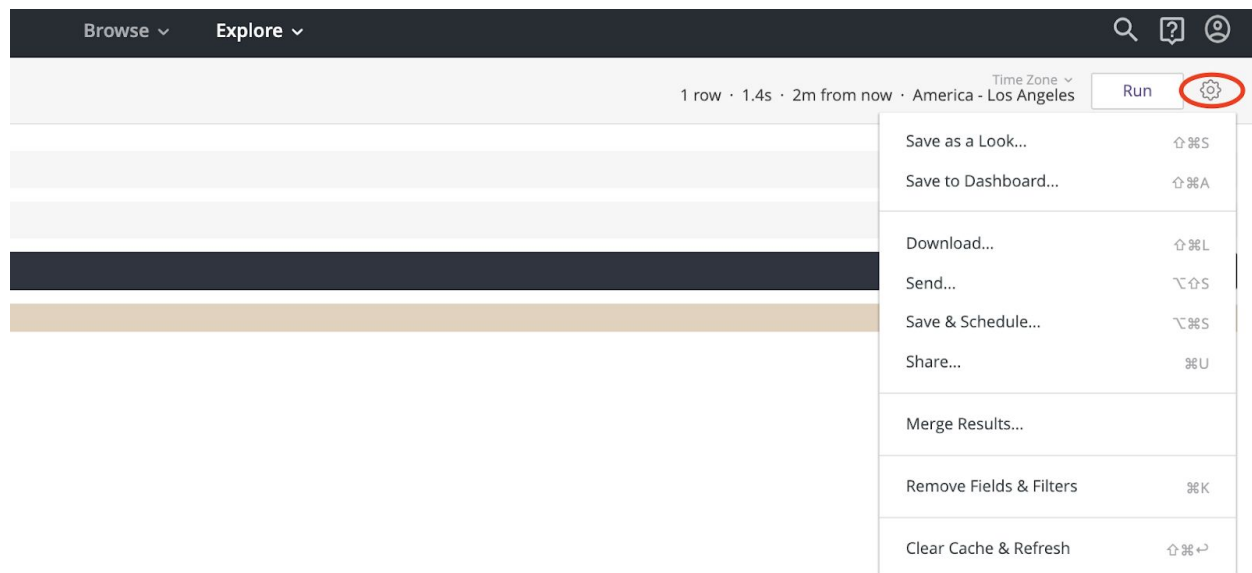 Browse Explore
Time Zone
1 row · 1.4s · 2m from now · America - Los Angeles Run
Save as a Look... ⇧⌘S
Save to Dashboard... ⇧⌘A
Download... ⇧⌘L
Send... ⌥⇧S
Save & Schedule... ⌥⌘S
Share... ⌘U
Merge Results...
Remove Fields & Filters ⌘K
Clear Cache & Refresh ⇧⌘↩